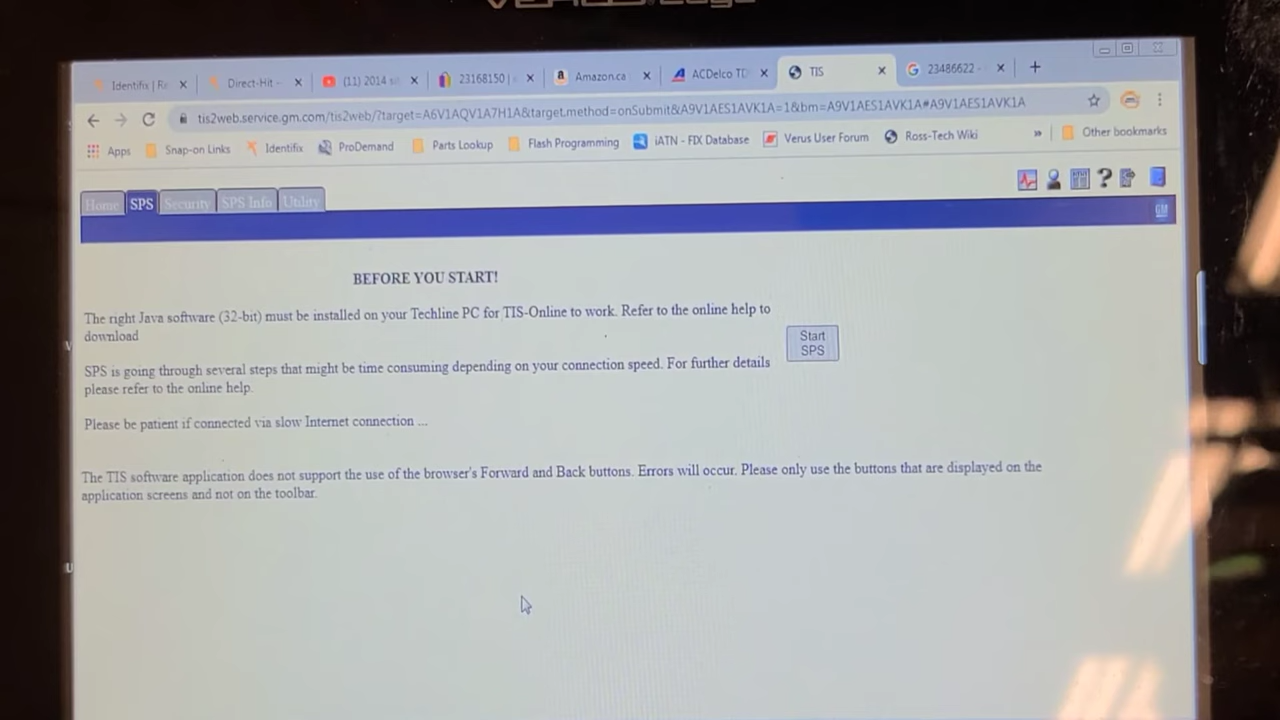 Identifix | Re
Direct-Hit –
(11) 2014
23168150 |
Amazon.ca
ACDelco TD
TIS
23486622 -
tis2web.service.gm.com/tis2web/?target=A6V1AQV1A7H1A&target.method=onSubmit&A9V1AES1AVK1A=1&bm=A9V1AES1AVK1A#A9V1AES1AVK1A
Apps
Snap-on Links
Identifix
ProDemand
Parts Lookup
Flash Programming
iATN - FIX Database
Verus User Forum
Ross-Tech Wiki
»
Other bookmarks
Home
SPS
Security
SPS Info
Utility
GM
BEFORE YOU START!
The right Java software (32-bit) must be installed on your Techline PC for TIS-Online to work. Refer to the online help to
download
Start
SPS
SPS is going through several steps that might be time consuming depending on your connection speed. For further details
please refer to the online help.
Please be patient if connected via slow Internet connection ...
The TIS software application does not support the use of the browser's Forward and Back buttons. Errors will occur. Please only use the buttons that are displayed on the
application screens and not on the toolbar.